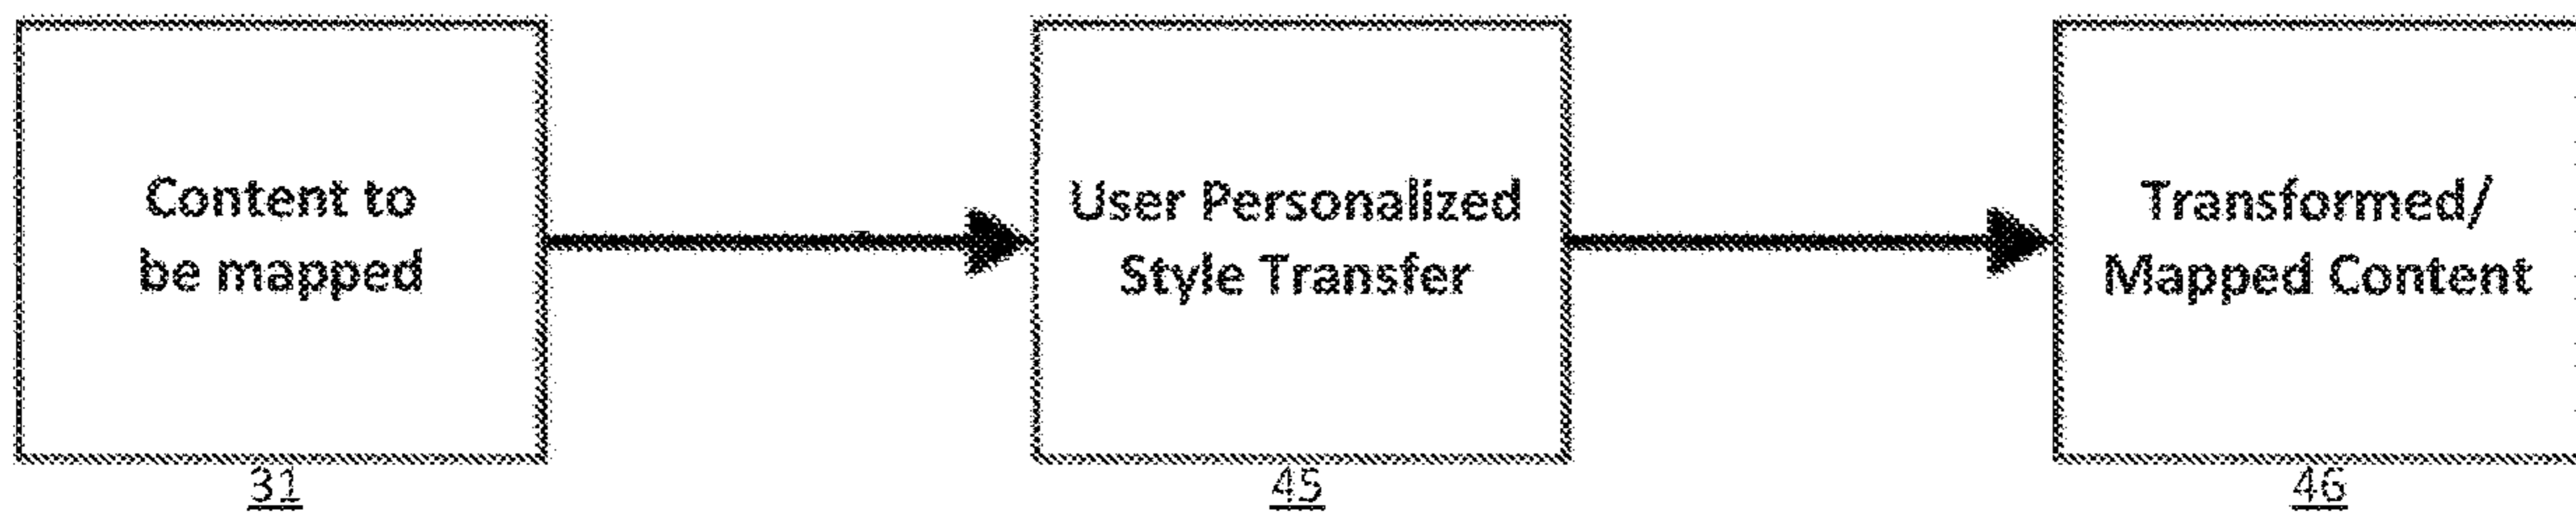 Content to
be mapped
31
User Personalized
Style Transfer
45
Transformed/
Mapped Content
46